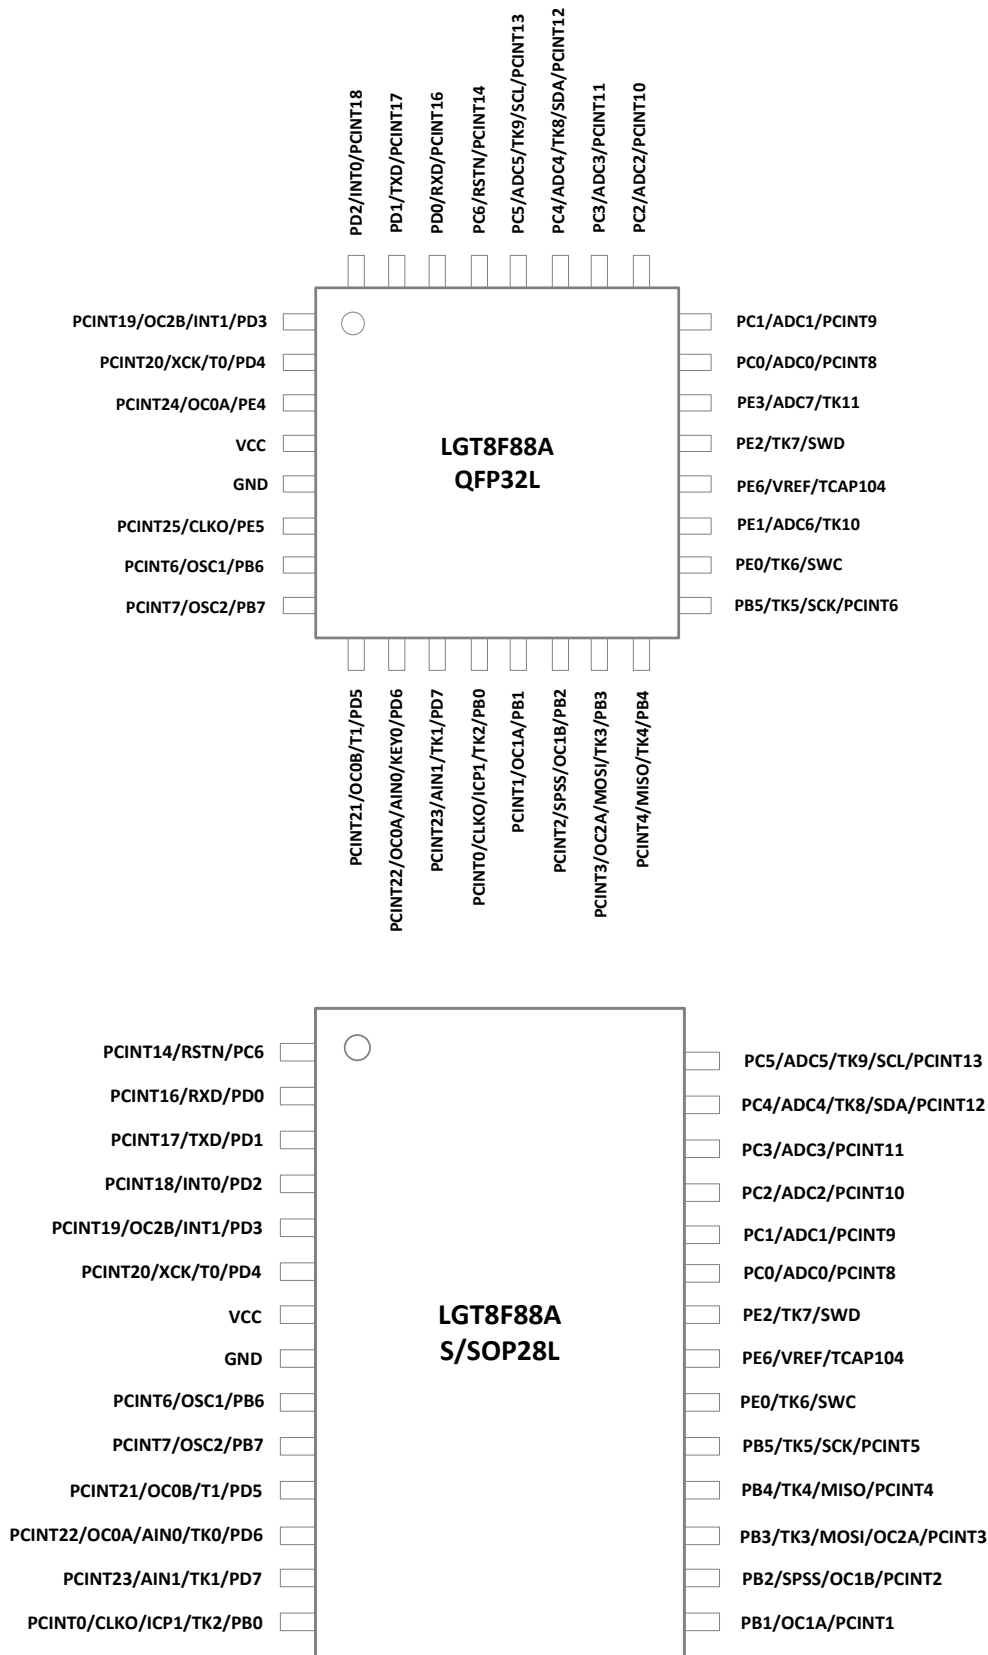 PD2/INT0/PCINT18
PD1/TXD/PCINT17
PD0/RXD/PCINT16
PC6/RSTN/PCINT14
PC5/ADC5/TK9/SCL/PCINT13
PC4/ADC4/TK8/SDA/PCINT12
PC3/ADC3/PCINT11
PC2/ADC2/PCINT10
PCINT19/OC2B/INT1/PD3
PCINT20/XCK/T0/PD4
PCINT24/OC0A/PE4
VCC
GND
PCINT25/CLKO/PE5
PCINT6/OSC1/PB6
PCINT7/OSC2/PB7
LGT8F88A
QFP32L
PC1/ADC1/PCINT9
PC0/ADC0/PCINT8
PE3/ADC7/TK11
PE2/TK7/SWD
PE6/VREF/TCAP104
PE1/ADC6/TK10
PE0/TK6/SWC
PB5/TK5/SCK/PCINT6
PCINT21/OC0B/T1/PD5
PCINT22/OC0A/AIN0/KEY0/PD6
PCINT23/AIN1/TK1/PD7
PCINT0/CLKO/ICP1/TK2/PB0
PCINT1/OC1A/PB1
PCINT2/SPSS/OC1B/PB2
PCINT3/OC2A/MOSI/TK3/PB3
PCINT4/MISO/TK4/PB4
PCINT14/RSTN/PC6
PCINT16/RXD/PD0
PCINT17/TXD/PD1
PCINT18/INT0/PD2
PCINT19/OC2B/INT1/PD3
PCINT20/XCK/T0/PD4
VCC
GND
PCINT6/OSC1/PB6
PCINT7/OSC2/PB7
PCINT21/OC0B/T1/PD5
PCINT22/OC0A/AIN0/TK0/PD6
PCINT23/AIN1/TK1/PD7
PCINT0/CLKO/ICP1/TK2/PB0
LGT8F88A
S/SOP28L
PC5/ADC5/TK9/SCL/PCINT13
PC4/ADC4/TK8/SDA/PCINT12
PC3/ADC3/PCINT11
PC2/ADC2/PCINT10
PC1/ADC1/PCINT9
PC0/ADC0/PCINT8
PE2/TK7/SWD
PE6/VREF/TCAP104
PE0/TK6/SWC
PB5/TK5/SCK/PCINT5
PB4/TK4/MISO/PCINT4
PB3/TK3/MOSI/OC2A/PCINT3
PB2/SPSS/OC1B/PCINT2
PB1/OC1A/PCINT1